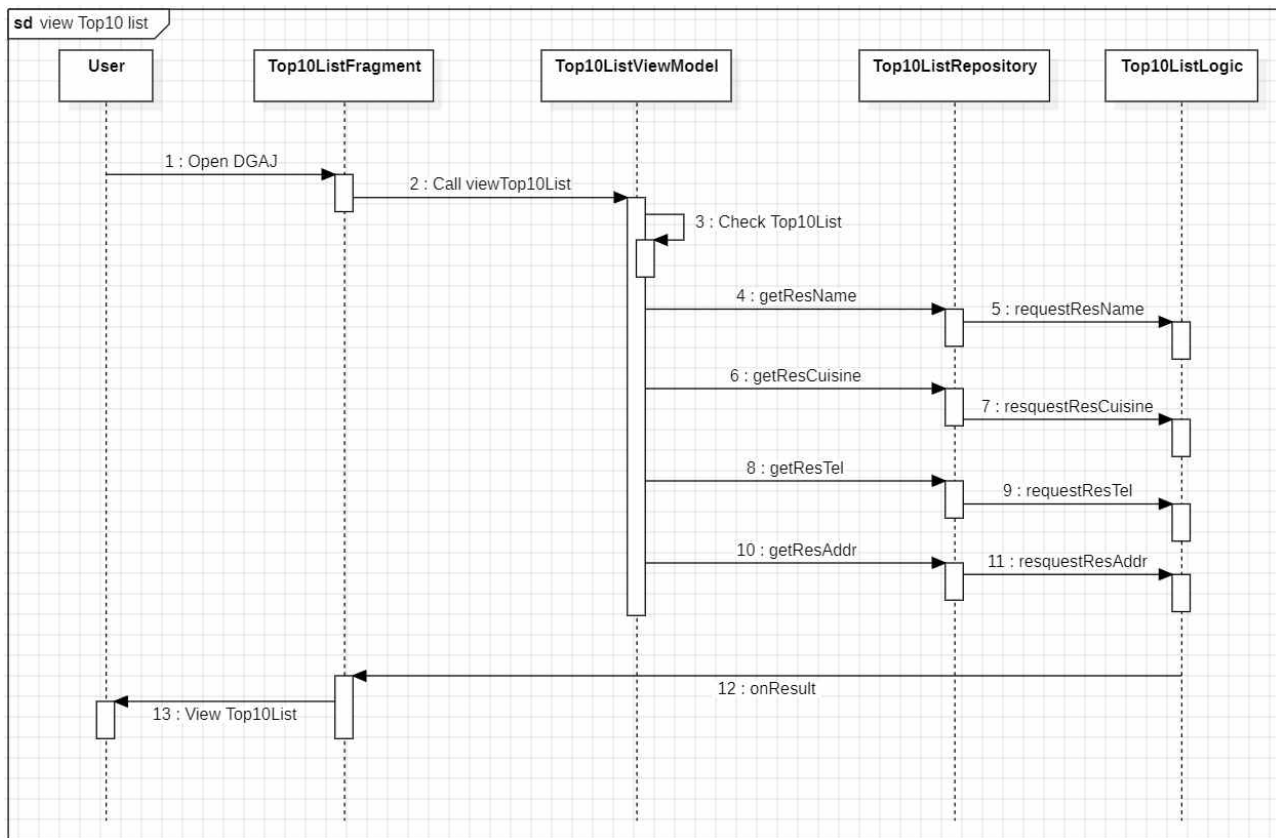 sd view Top10 list
User
Top10ListFragment
Top10ListViewModel
Top10ListRepository
Top10ListLogic
1 : Open DGAJ
2 : Call viewTop10List
3 : Check Top10List
4 : getResName
5 : requestResName
6 : getResCuisine
7 : resquestResCuisine
8 : getResTel
9 : requestResTel
10 : getResAddr
11 : resquestResAddr
12 : onResult
13 : View Top10List